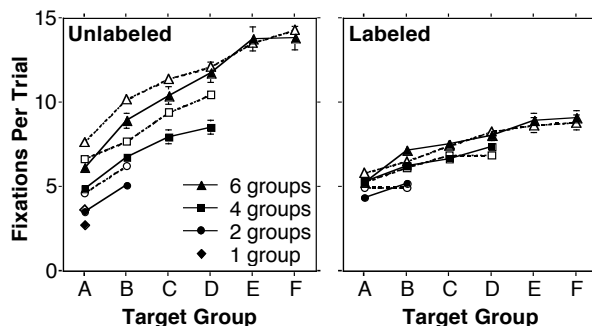 Unlabeled
Labeled
Fixations Per Trial
15
10
5
0
6 groups
4 groups
2 groups
1 group
A B C D E F
A B C D E F
Target Group
Target Group